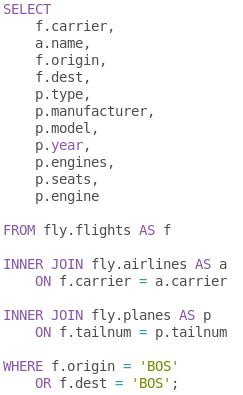 SELECT
    f.carrier,
    a.name,
    f.origin,
    f.dest,
    p.type,
    p.manufacturer,
    p.model,
    p.year,
    p.engines,
    p.seats,
    p.engine

FROM fly.flights AS f

INNER JOIN fly.airlines AS a
    ON f.carrier = a.carrier

INNER JOIN fly.planes AS p
    ON f.tailnum = p.tailnum

WHERE f.origin = 'BOS'
    OR f.dest = 'BOS';